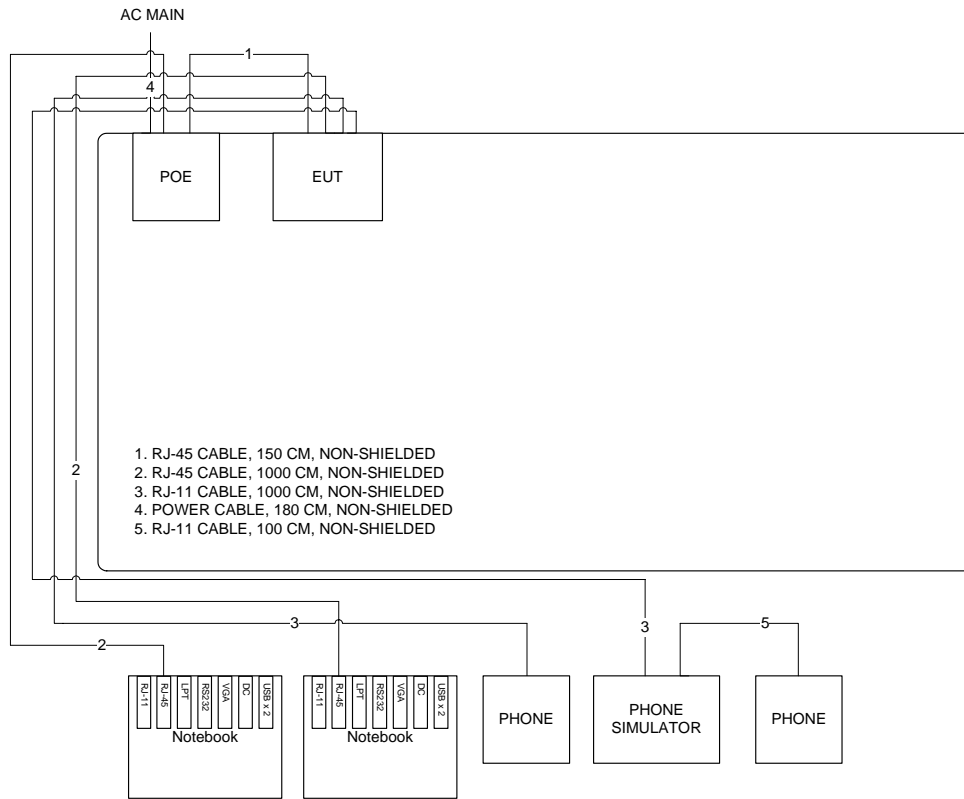 AC MAIN
1
4
POE
EUT
1. RJ-45 CABLE, 150 CM, NON-SHIELDED
2. RJ-45 CABLE, 1000 CM, NON-SHIELDED
3. RJ-11 CABLE, 1000 CM, NON-SHIELDED
4. POWER CABLE, 180 CM, NON-SHIELDED
5. RJ-11 CABLE, 100 CM, NON-SHIELDED
2
3
3
5
2
RJ-11
RJ-45
LPT
RS232
VGA
DC
USB x 2
Notebook
RJ-11
RJ-45
LPT
RS232
VGA
DC
USB x 2
Notebook
PHONE
PHONE
SIMULATOR
PHONE